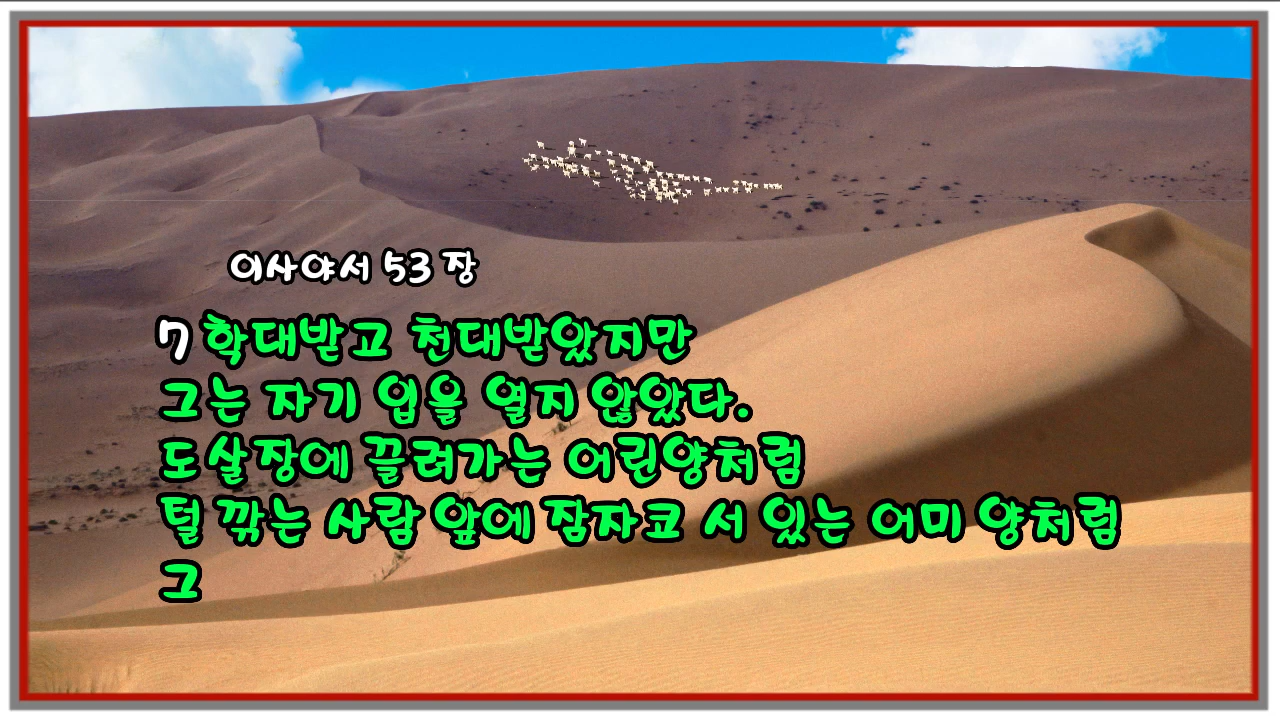 이사야서 53 장
7 학대받고 천대받았지만
그는 자기 입을 열지 않았다.
도살장에 끌려가는 어린양처럼
털 깎는 사람 앞에 잠자코 서 있는 어미 양처럼
그